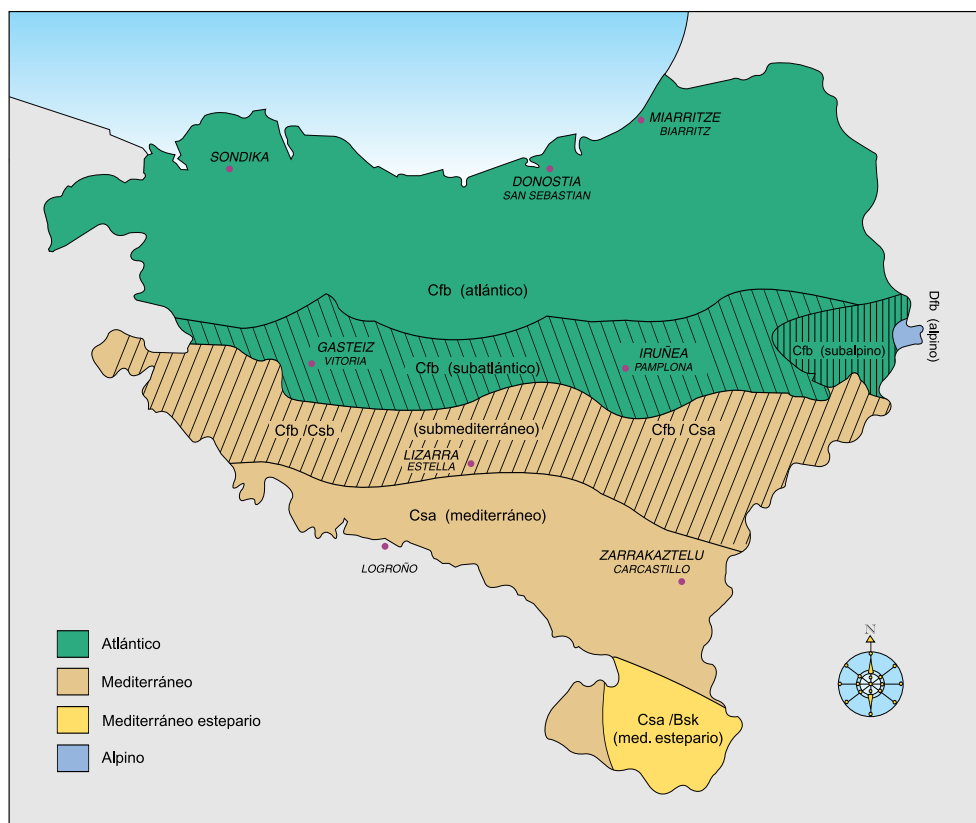 MIARRITZE
BIARRITZ
SONDIKA
DONOSTIA
SAN SEBASTIAN
Cfb (atlántico)
Dfb (alpino)
GASTEIZ
VITORIA
Cfb (subatlántico)
IRUÑEA
PAMPLONA
Cfb (subalpino)
Cfb /Csb
(submediterráneo)
Cfb / Csa
LIZARRA
ESTELLA
Csa (mediterráneo)
LOGROÑO
ZARRAKAZTELU
CARCASTILLO
Atlántico
Mediterráneo
Mediterráneo estepario
Alpino
N
Csa /Bsk
(med. estepario)